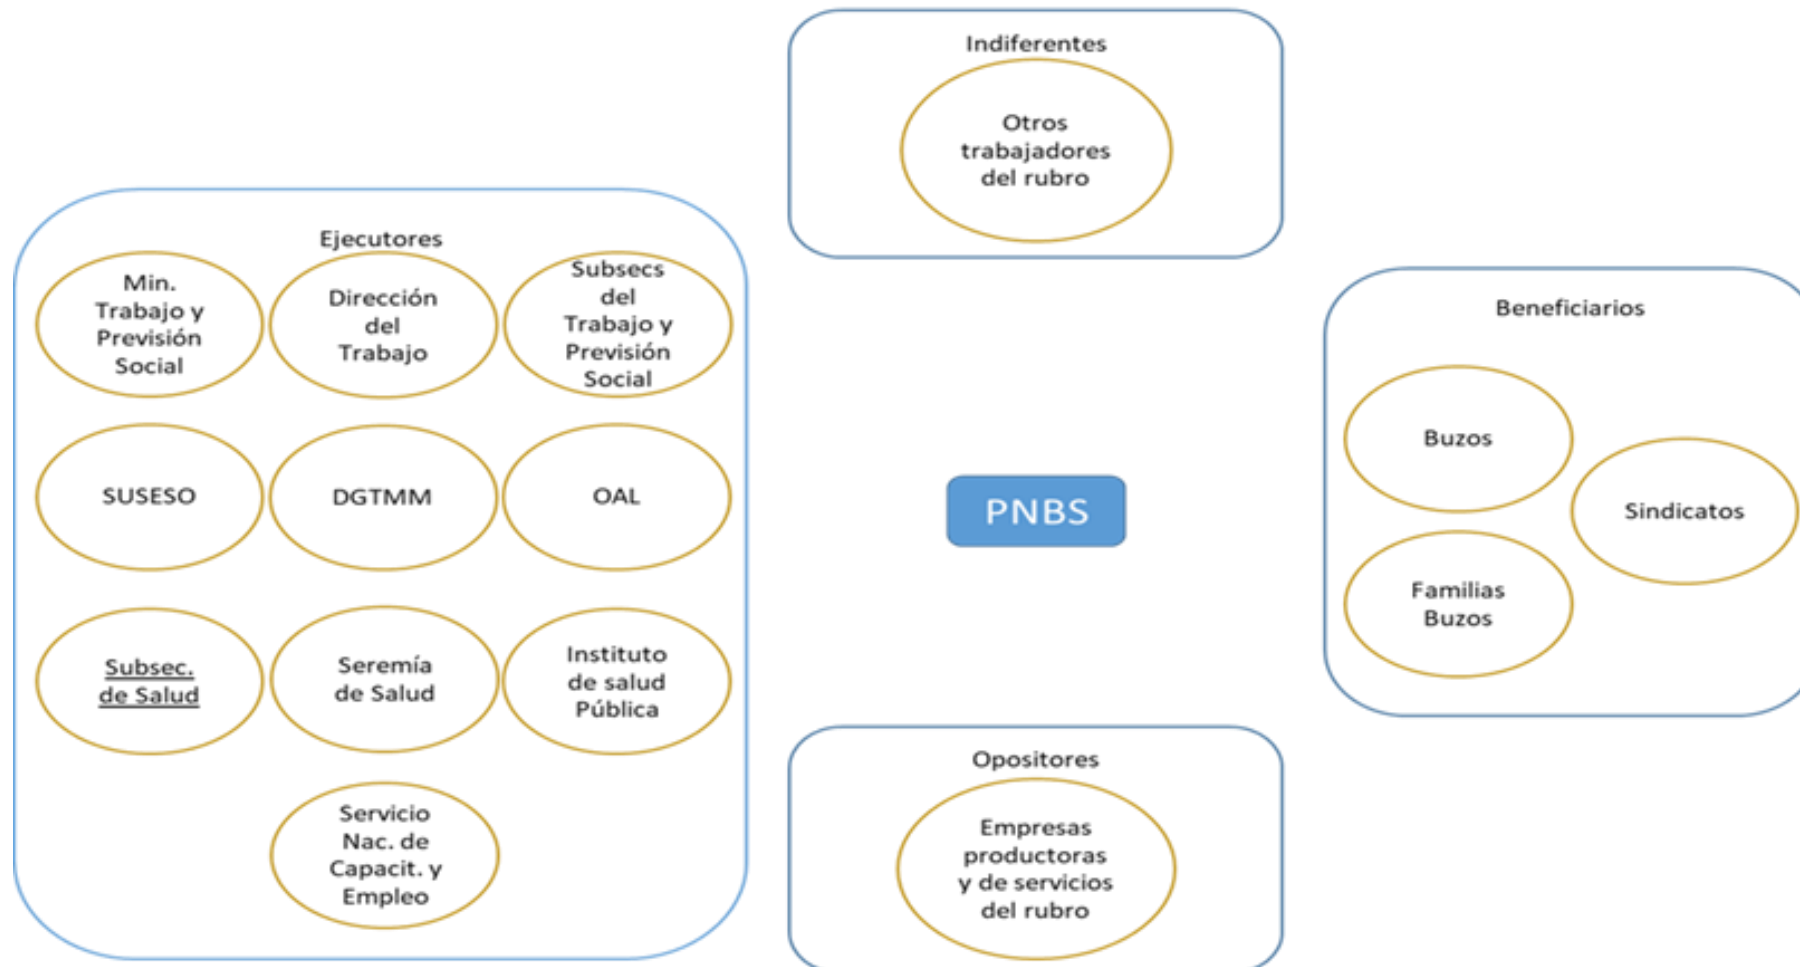 Indiferentes
Otros
trabajadores
del rubro
Ejecutores
Min.
Trabajo y
Previsión
Social
Dirección
del
Trabajo
Subsecs
del
Trabajo y
Previsión
Social
SUSESO
DGTMM
OAL
Subsec.
de Salud
Seremía
de Salud
Instituto
de salud
Pública
Servicio
Nac. de
Capacit. y
Empleo
PNBS
Beneficiarios
Buzos
Sindicatos
Familias
Buzos
Opositores
Empresas
productoras
y de servicios
del rubro